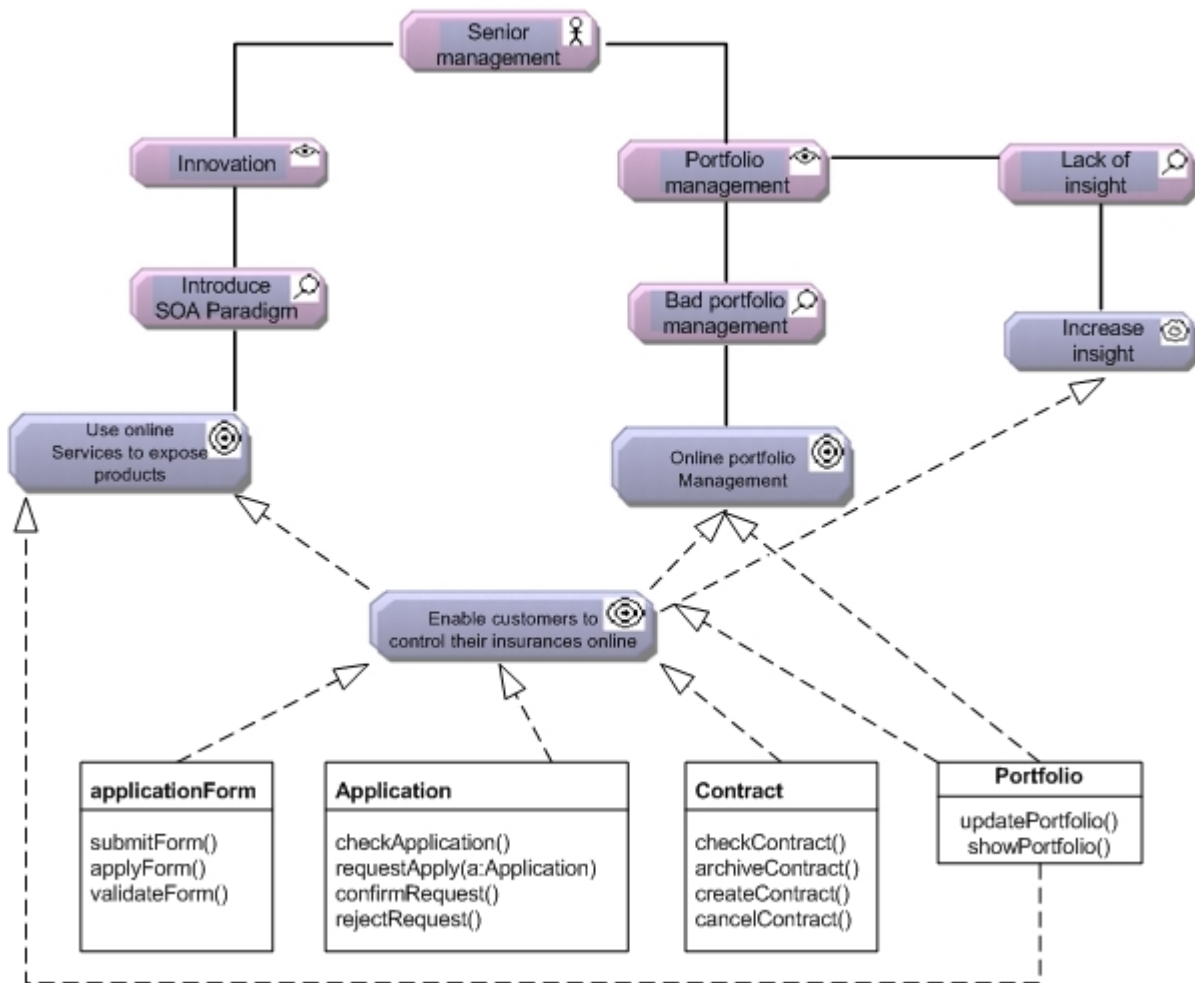 Senior
management
Innovation
Portfolio
management
Lack of
insight
Introduce
SOA Paradigm
Bad portfolio
management
Increase
insight
Use online
Services to expose
products
Online portfolio
Management
Enable customers to
control their insurances online
applicationForm
submitForm()
applyForm()
validateForm()
Application
checkApplication()
requestApply(a:Application)
confirmRequest()
rejectRequest()
Contract
checkContract()
archiveContract()
createContract()
cancelContract()
Portfolio
updatePortfolio()
showPortfolio()